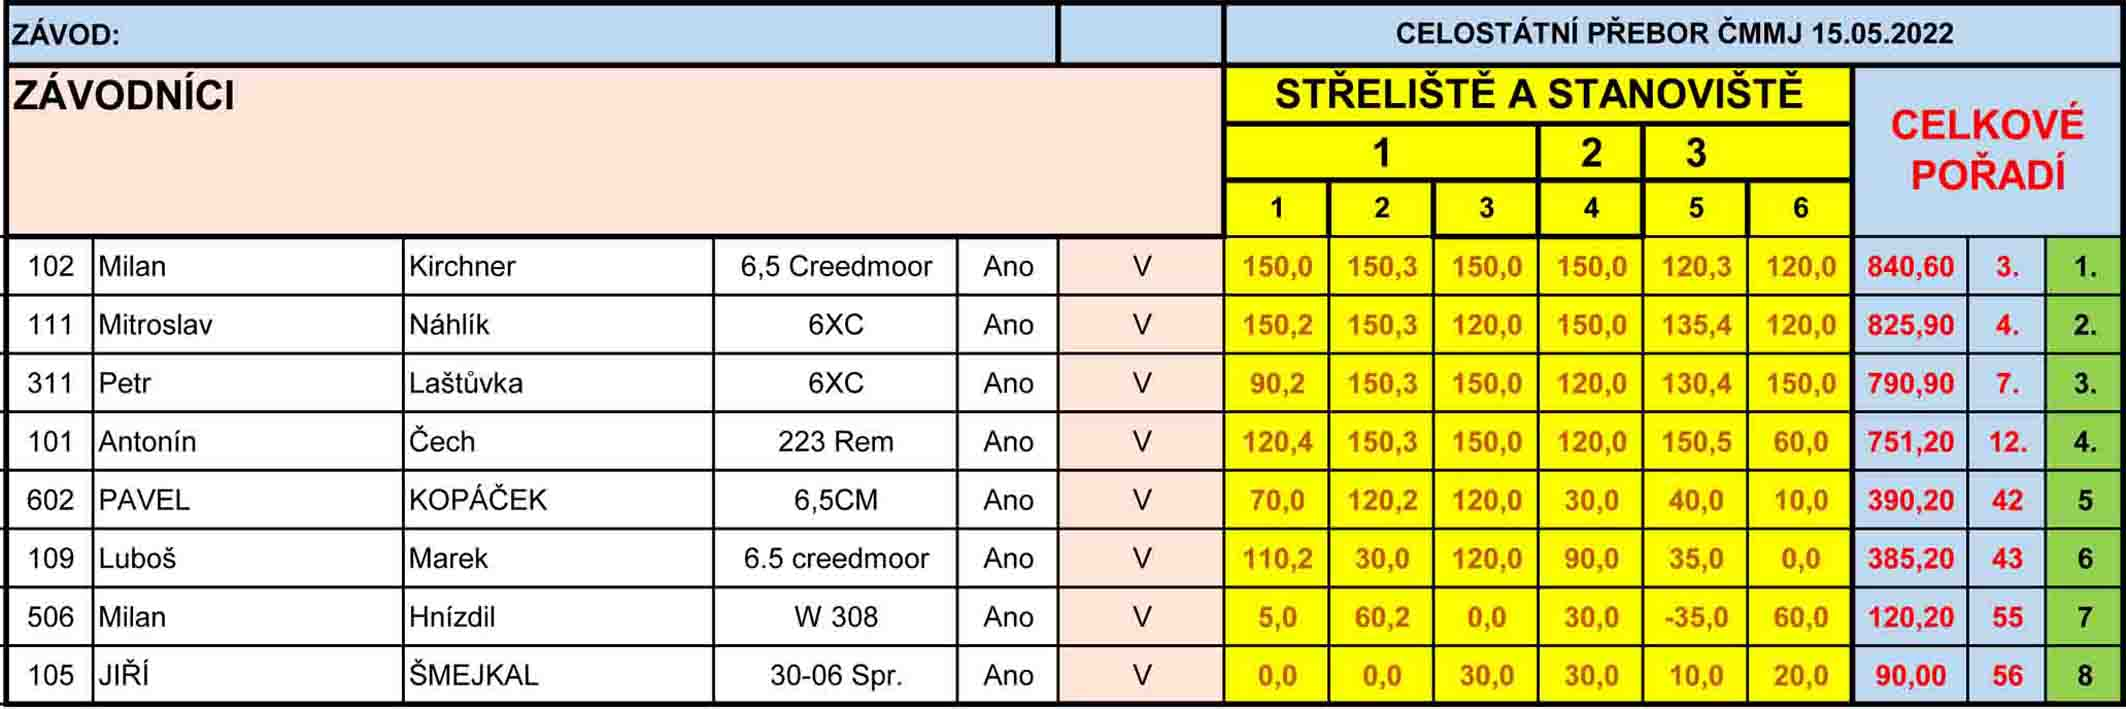 ZÁVOD: CELOSTÁTNÍ PŘEBOR ČMMJ 15.05.2022
ZÁVODNÍCI STŘELIŠTĚ A STANOVIŠTĚ CELKOVÉ POŘADÍ
1 2 3
1 2 3 4 5 6
102 Milan Kirchner 6,5 Creedmoor Ano V 150,0 150,3 150,0 150,0 120,3 120,0 840,60 3. 1.
111 Mitroslav Náhlík 6XC Ano V 150,2 150,3 120,0 150,0 135,4 120,0 825,90 4. 2.
311 Petr Laštůvka 6XC Ano V 90,2 150,3 150,0 120,0 130,4 150,0 790,90 7. 3.
101 Antonín Čech 223 Rem Ano V 120,4 150,3 150,0 120,0 150,5 60,0 751,20 12. 4.
602 PAVEL KOPÁČEK 6,5CM Ano V 70,0 120,2 120,0 30,0 40,0 10,0 390,20 42 5
109 Luboš Marek 6.5 creedmoor Ano V 110,2 30,0 120,0 90,0 35,0 0,0 385,20 43 6
506 Milan Hnízdil W 308 Ano V 5,0 60,2 0,0 30,0 -35,0 60,0 120,20 55 7
105 JIŘÍ ŠMEJKAL 30-06 Spr. Ano V 0,0 0,0 30,0 30,0 10,0 20,0 90,00 56 8